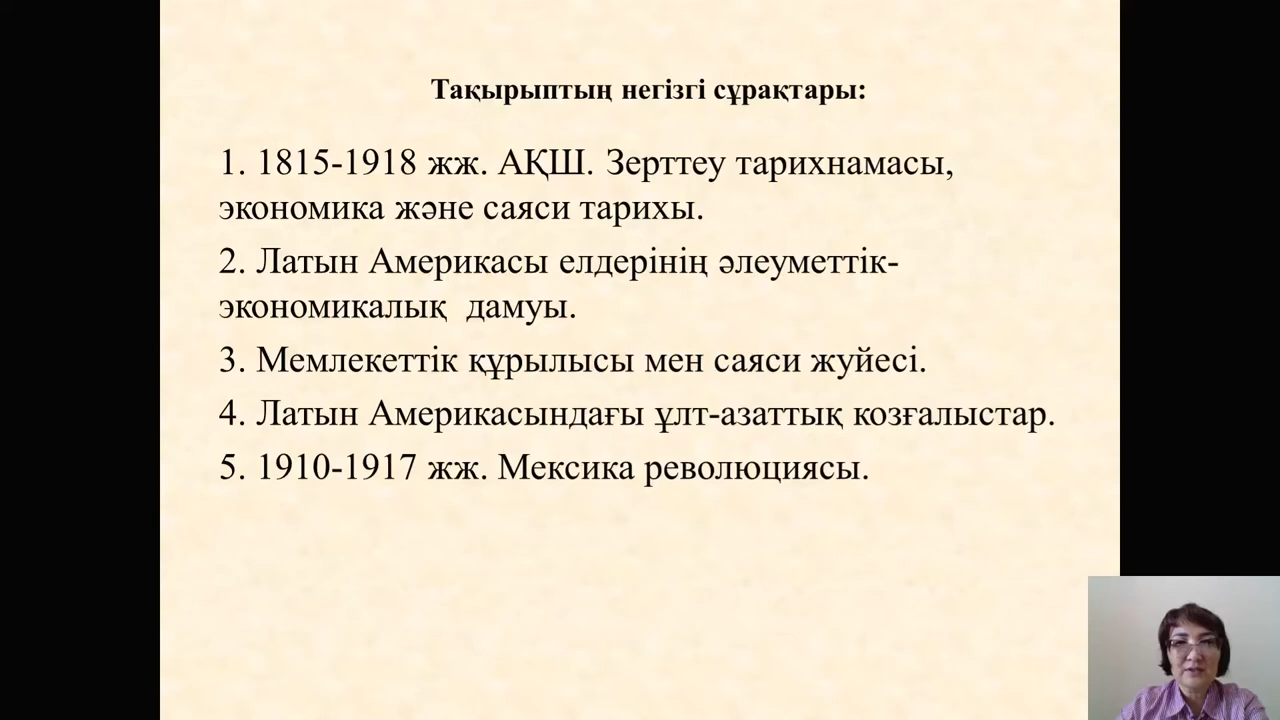 Тақырыптың негізгі сұрақтары:
1. 1815-1918 жж. АҚШ. Зерттеу тарихнамасы,
экономика және саяси тарихы.
2. Латын Америкасы елдерінің әлеуметтік-
экономикалық дамуы.
3. Мемлекеттік құрылысы мен саяси жуйесі.
4. Латын Америкасындағы ұлт-азаттық козғалыстар.
5. 1910-1917 жж. Мексика революциясы.